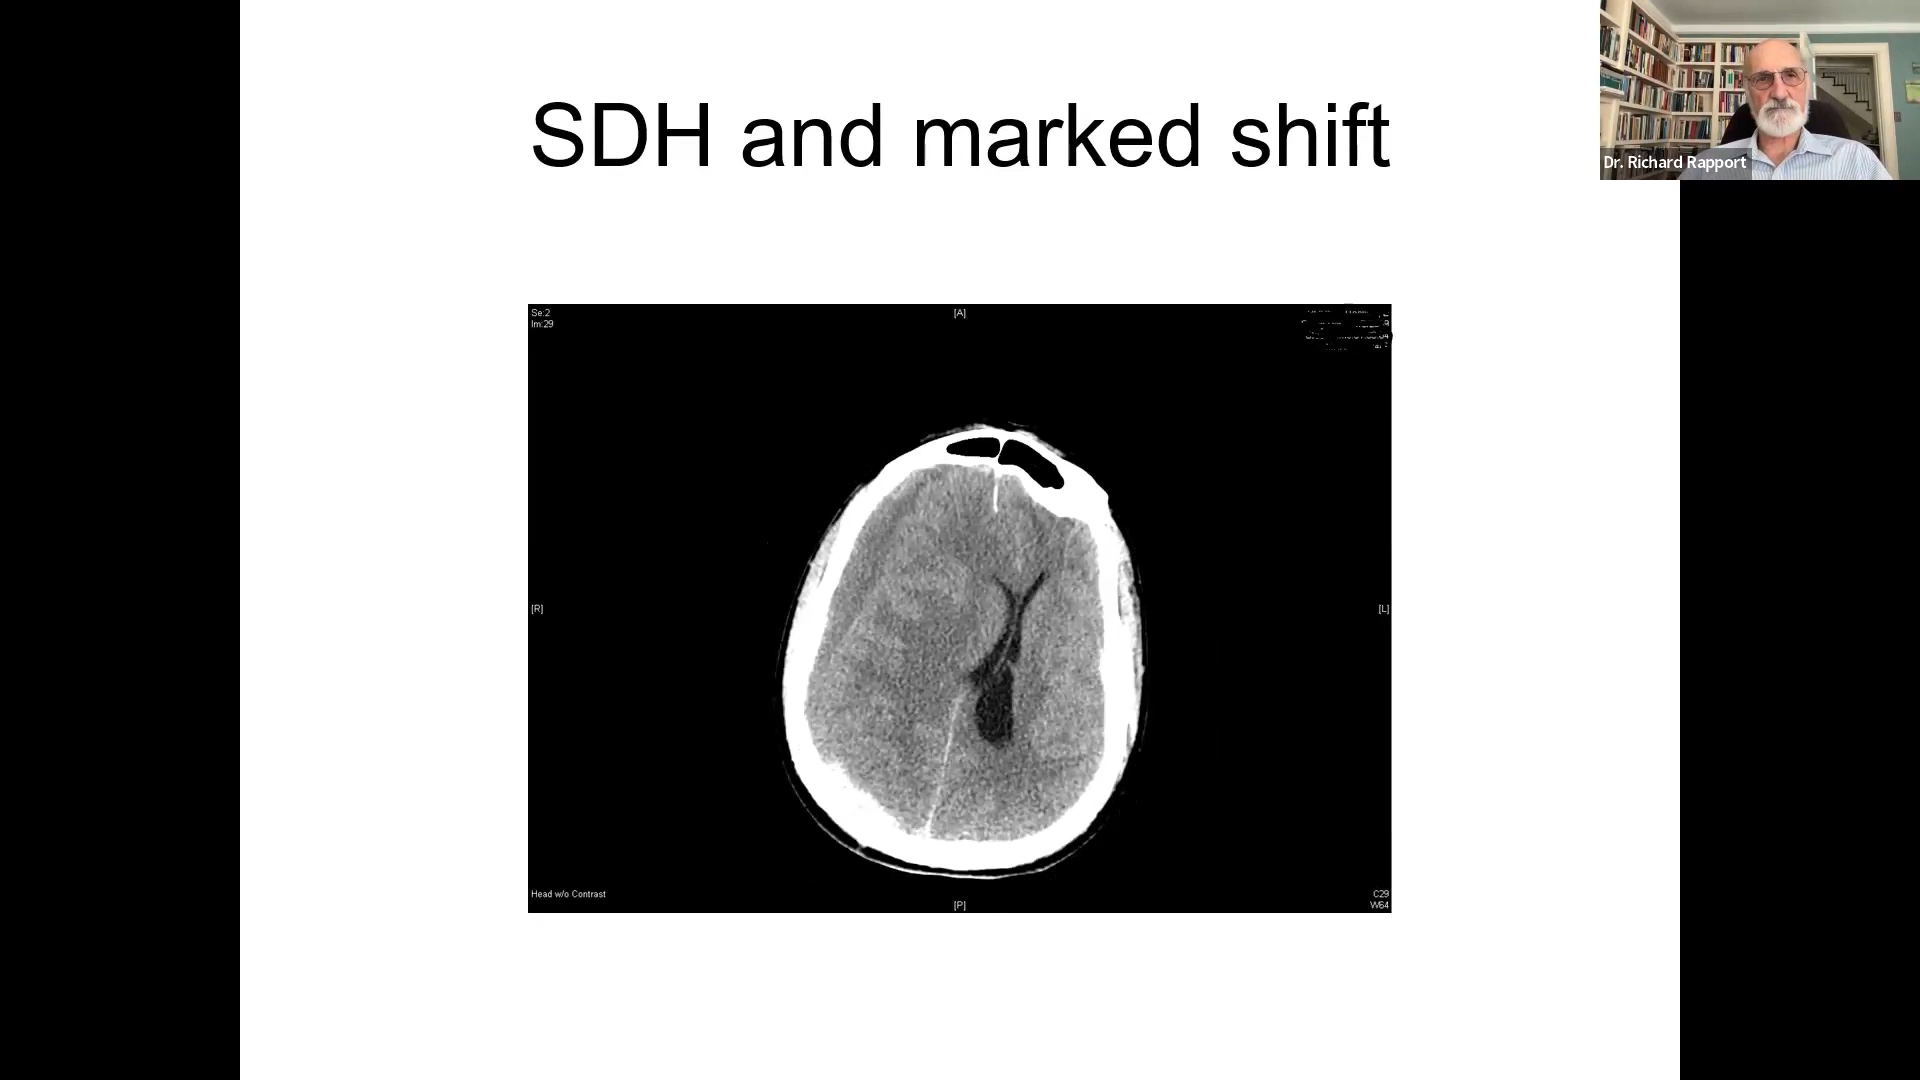 SDH and marked shift
Dr. Richard Rapport
Se:2
Im:29
[A]
[R]
[L]
Head w/o Contrast
[P]
C29
W64